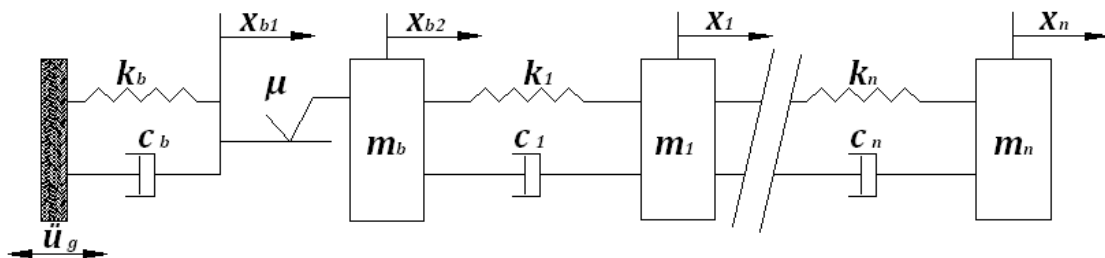 x_b1 x_b2 x_1 x_n
k_b μ k_1 k_n
c_b m_b c_1 m_1 c_n m_n
ü_g